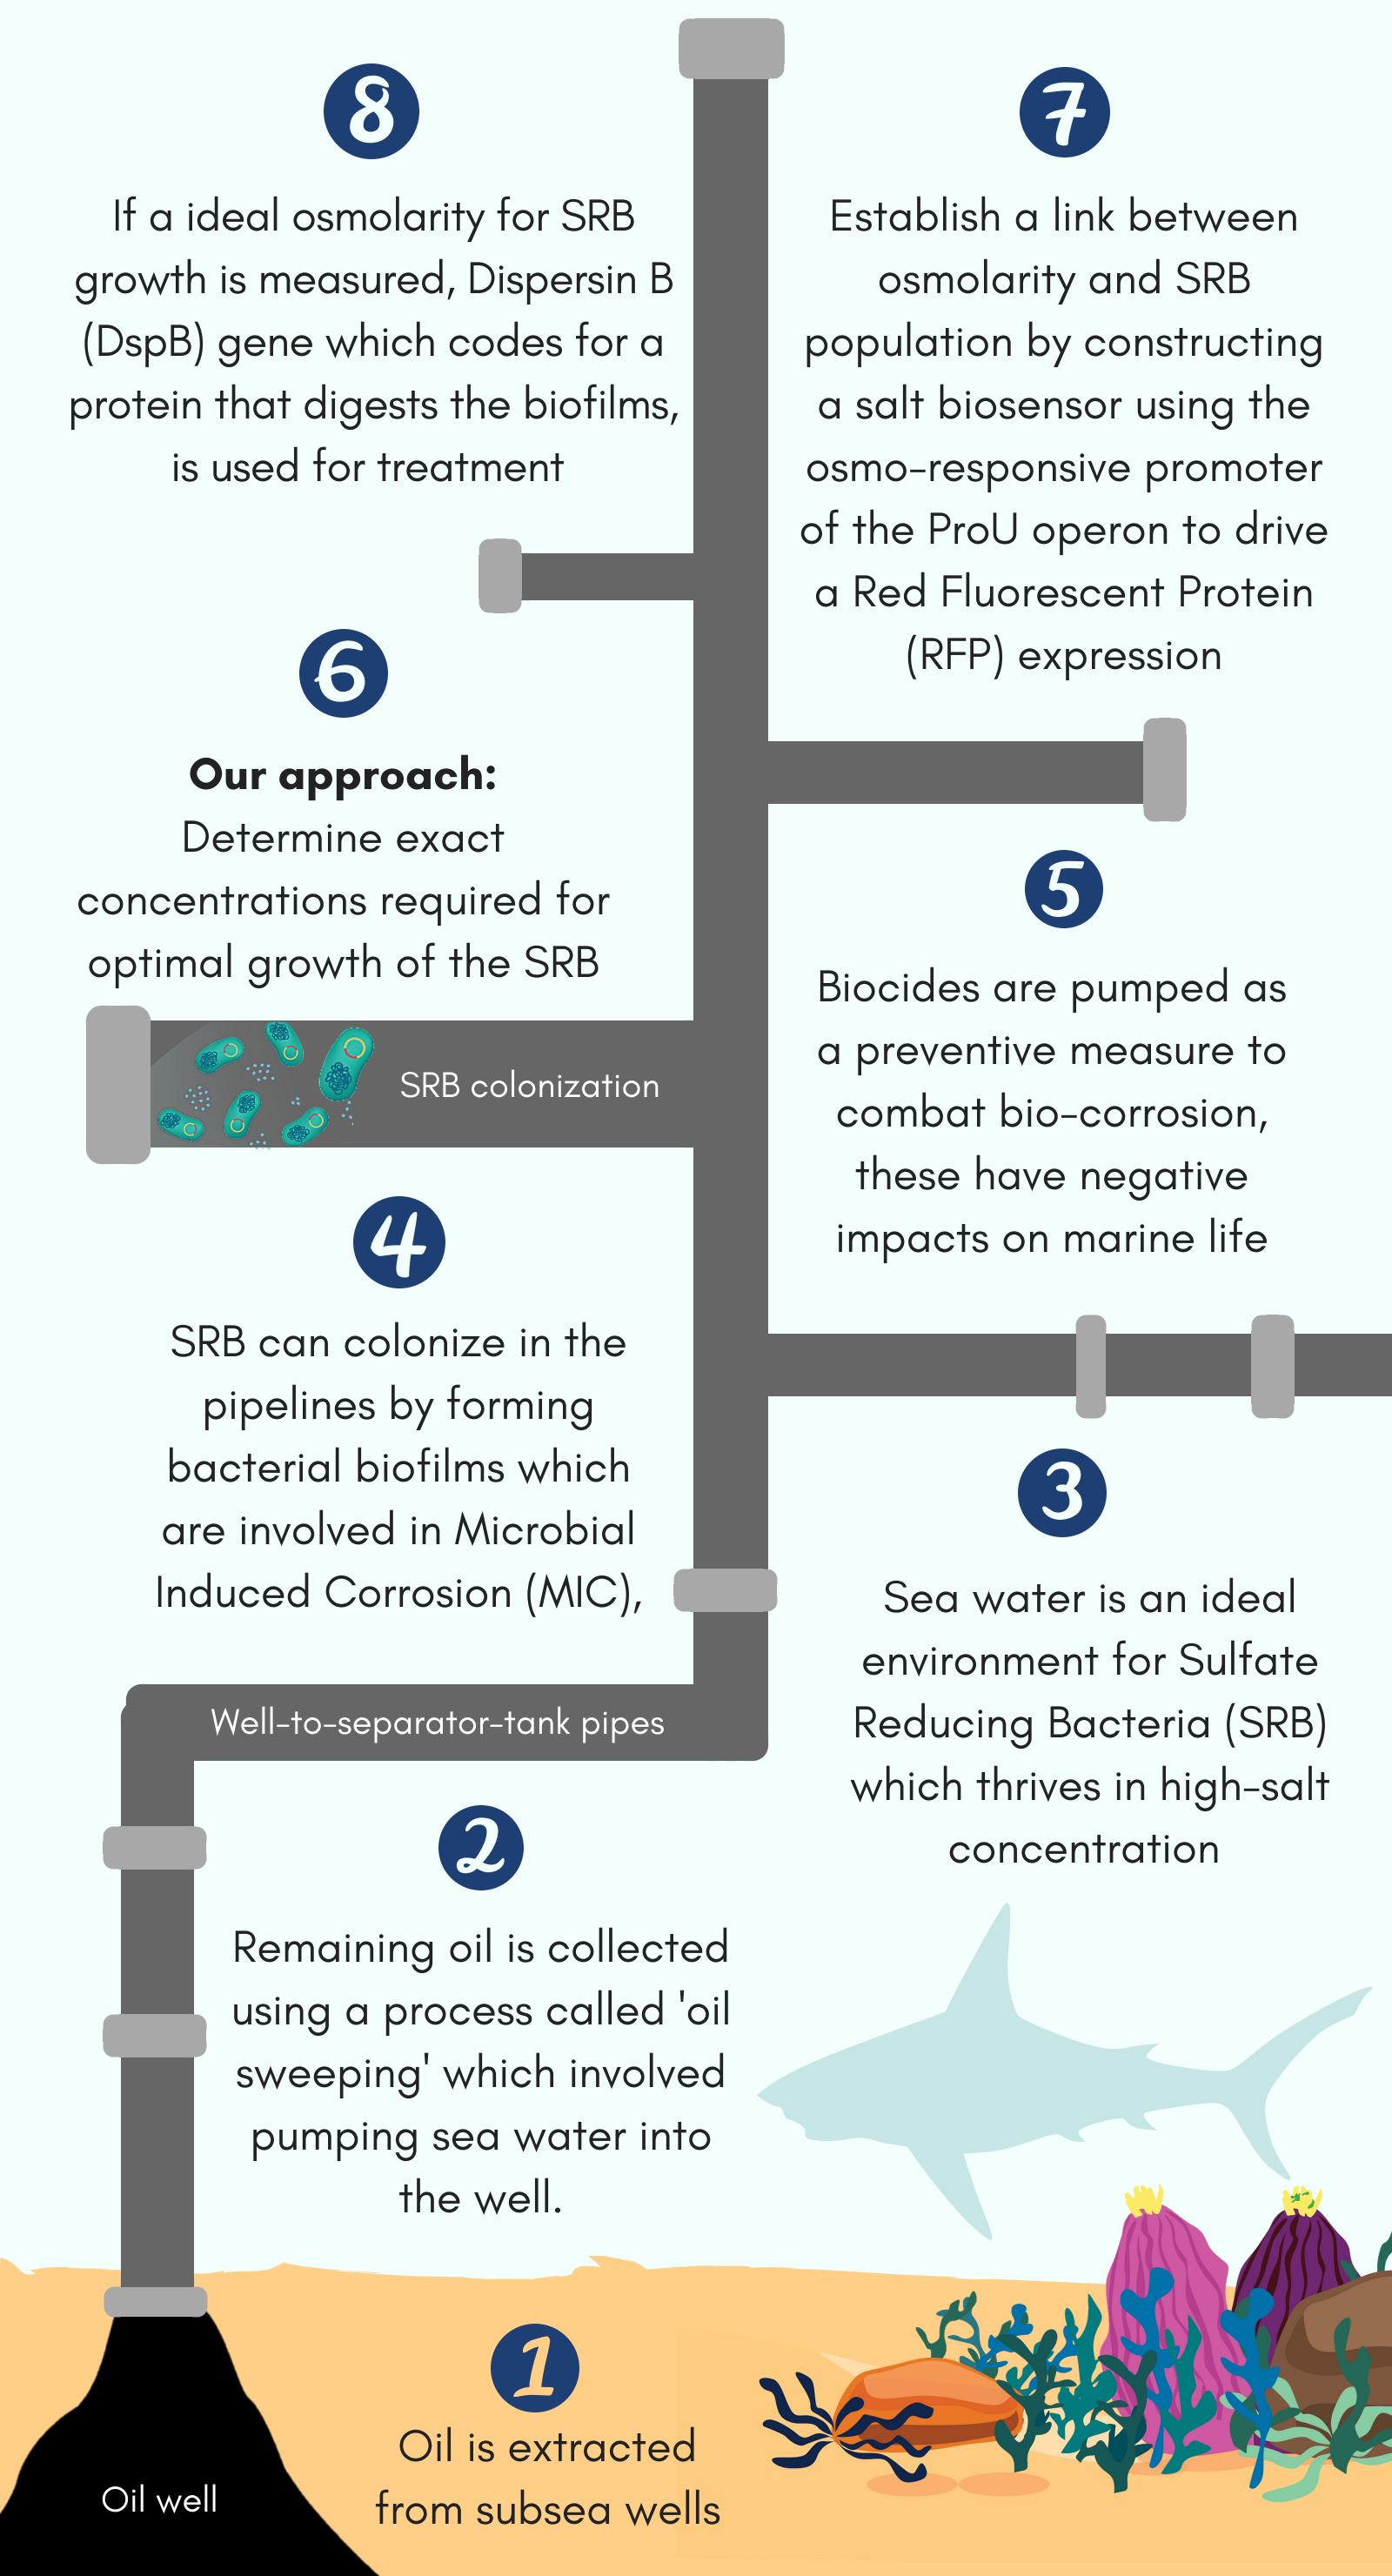 8
If a ideal osmolarity for SRB
growth is measured, Dispersin B
(DspB) gene which codes for a
protein that digests the biofilms,
is used for treatment
7
Establish a link between
osmolarity and SRB
population by constructing
a salt biosensor using the
osmo-responsive promoter
of the ProU operon to drive
a Red Fluorescent Protein
(RFP) expression
6
Our approach:
Determine exact
concentrations required for
optimal growth of the SRB
5
Biocides are pumped as
a preventive measure to
combat bio-corrosion,
these have negative
impacts on marine life
SRB colonization
4
SRB can colonize in the
pipelines by forming
bacterial biofilms which
are involved in Microbial
Induced Corrosion (MIC),
3
Sea water is an ideal
environment for Sulfate
Reducing Bacteria (SRB)
which thrives in high-salt
concentration
Well-to-separator-tank pipes
2
Remaining oil is collected
using a process called 'oil
sweeping' which involved
pumping sea water into
the well.
1
Oil is extracted
from subsea wells
Oil well